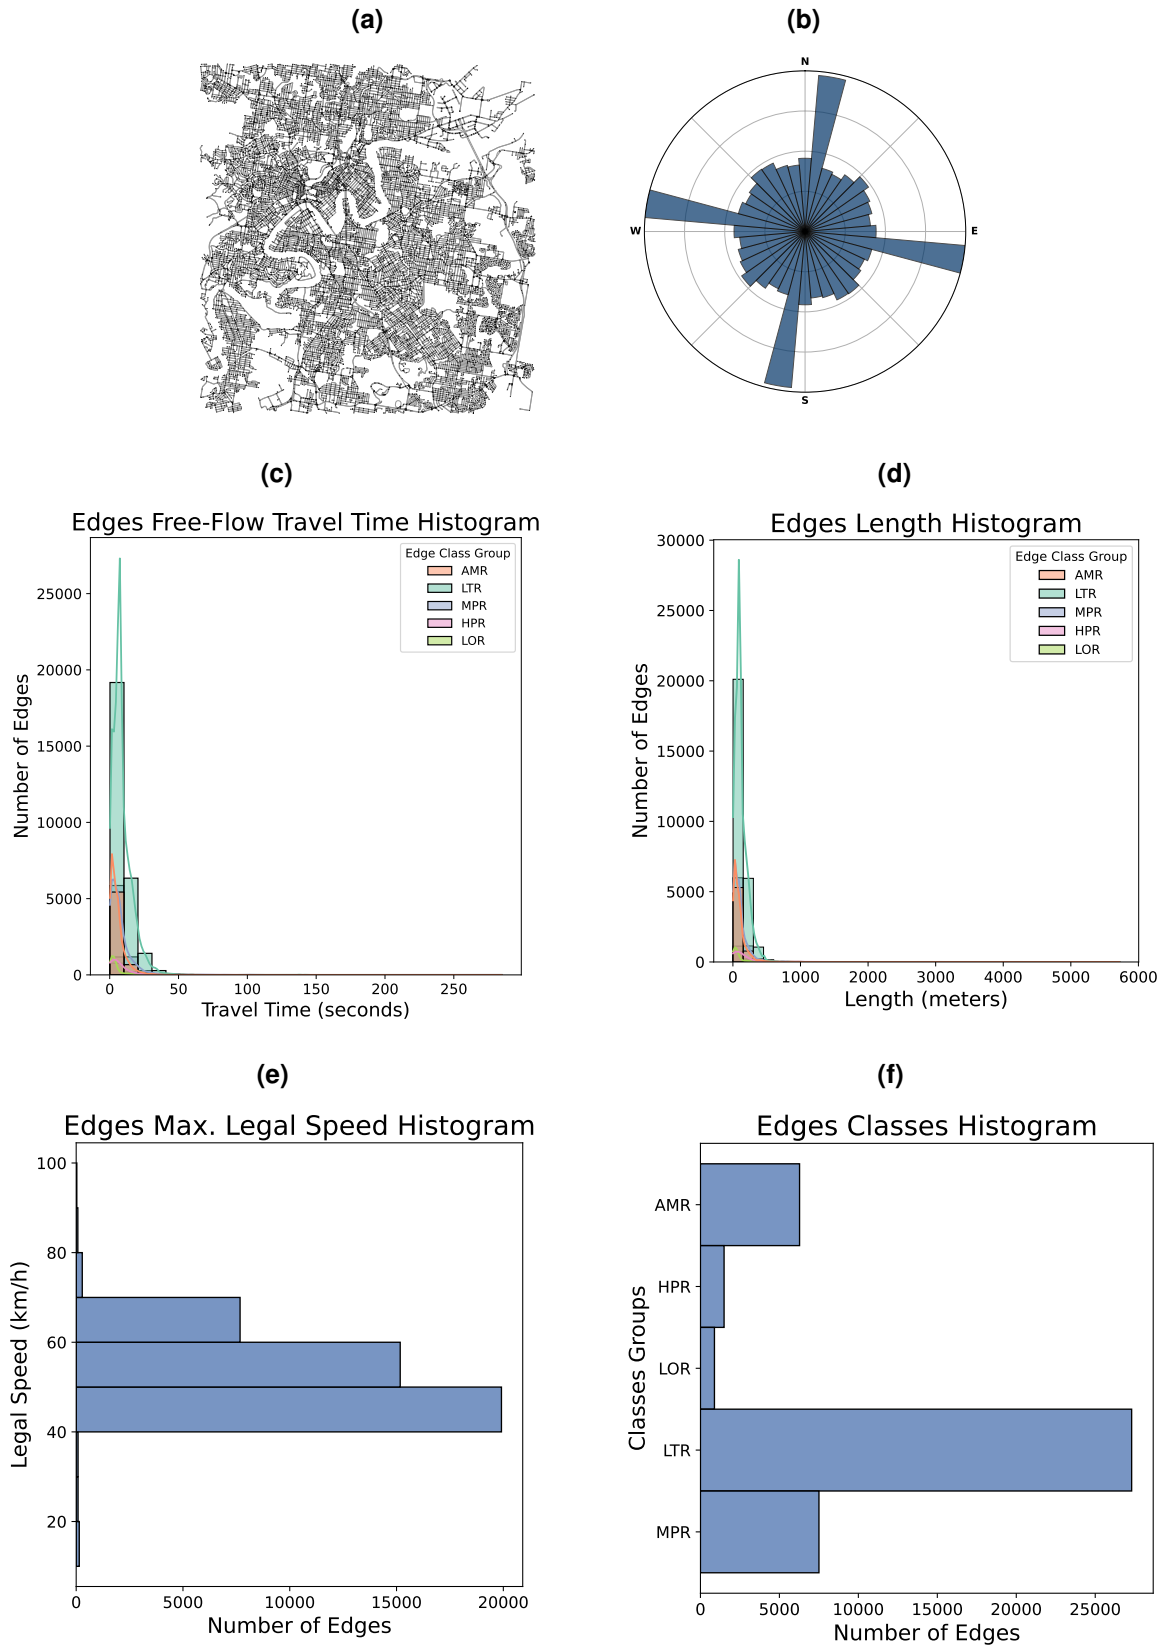 (a)
(b)
N
W
E
S
(c)
(d)
Edges Free-Flow Travel Time Histogram
Edge Class Group
AMR
LTR
MPR
HPR
LOR
25000
20000
15000
10000
5000
0
Number of Edges
0 50 100 150 200 250
Travel Time (seconds)
Edges Length Histogram
Edge Class Group
AMR
LTR
MPR
HPR
LOR
30000
25000
20000
15000
10000
5000
0
Number of Edges
0 1000 2000 3000 4000 5000 6000
Length (meters)
(e)
(f)
Edges Max. Legal Speed Histogram
100
80
60
40
20
Legal Speed (km/h)
0 5000 10000 15000 20000
Number of Edges
Edges Classes Histogram
AMR
HPR
LOR
LTR
MPR
Classes Groups
0 5000 10000 15000 20000 25000
Number of Edges